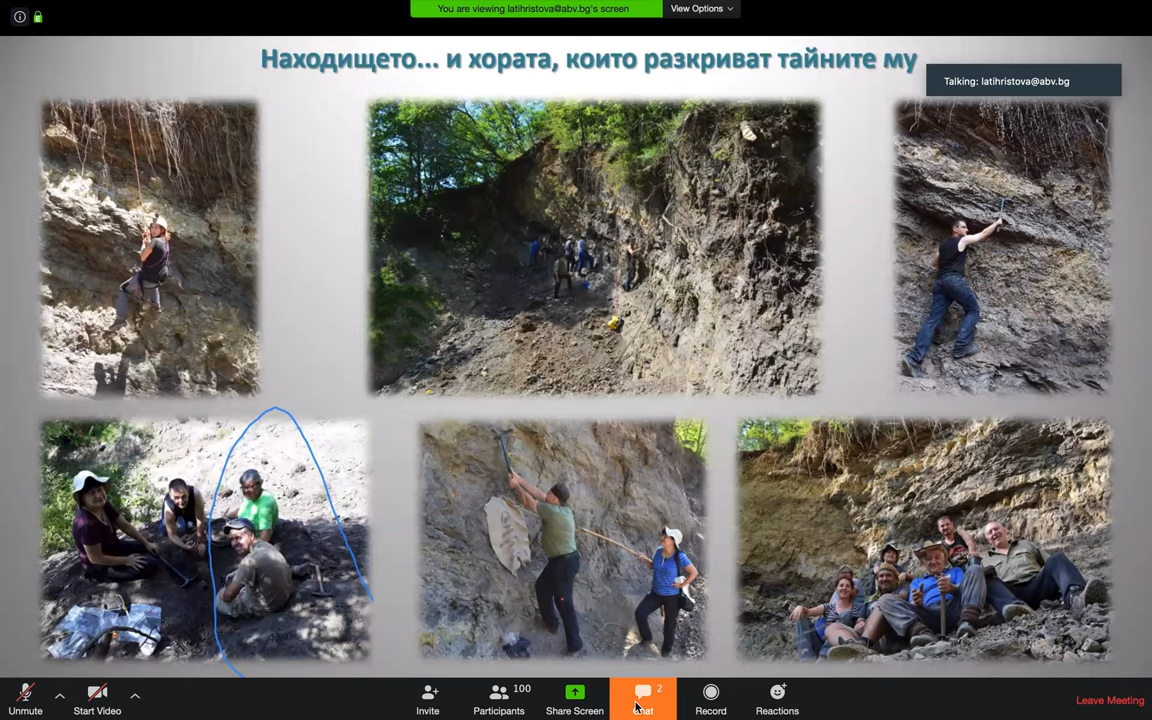 You are viewing latihristova@abv.bg's screen
View Options
Находището... и хората, които разкриват тайните му
Talking: latihristova@abv.bg
Unmute
Start Video
Invite
Participants
100
Share Screen
Chat
2
Record
Reactions
Leave Meeting